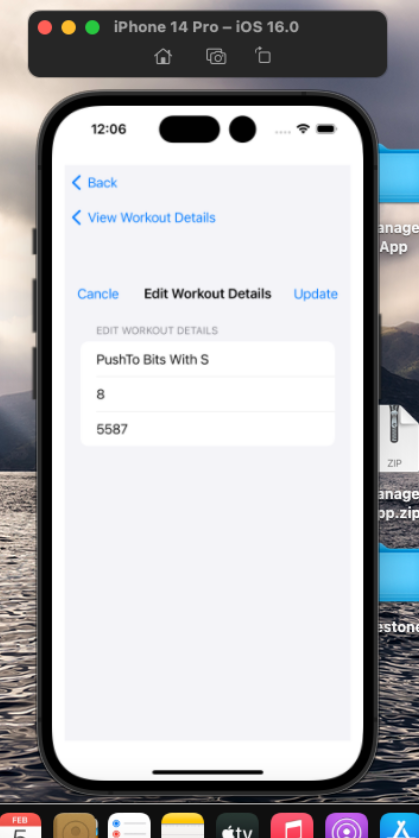 iPhone 14 Pro – iOS 16.0
12:06
Back
View Workout Details
Cancle
Edit Workout Details
Update
EDIT WORKOUT DETAILS
PushTo Bits With S
8
5587
anage
App
ZIP
anage
pp.zip
estone
FEB
tv